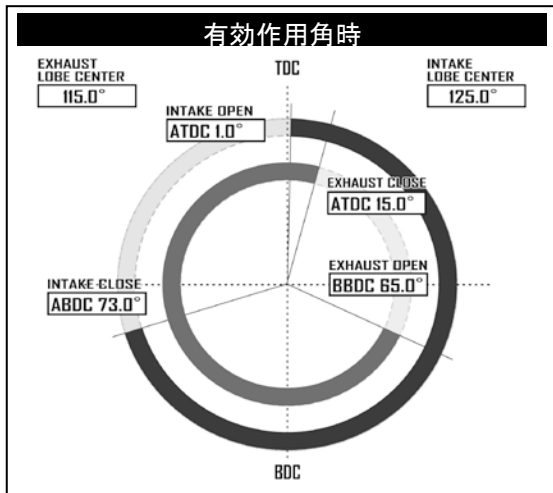 有効作用角時
EXHAUST
LOBE CENTER
115.0°
TDC
INTAKE
LOBE CENTER
125.0°
INTAKE OPEN
ATDC 1.0°
EXHAUST CLOSE
ATDC 15.0°
INTAKE CLOSE
ABDC 73.0°
EXHAUST OPEN
BBDC 65.0°
BDC